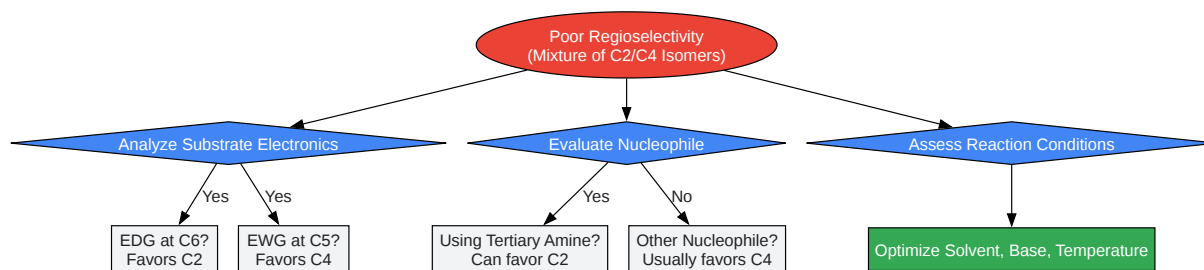 Poor Regioselectivity
(Mixture of C2/C4 Isomers)
Analyze Substrate Electronics
Evaluate Nucleophile
Assess Reaction Conditions
Yes
Yes
Yes
No
EDG at C6?
Favors C2
EWG at C5?
Favors C4
Using Tertiary Amine?
Can favor C2
Other Nucleophile?
Usually favors C4
Optimize Solvent, Base, Temperature